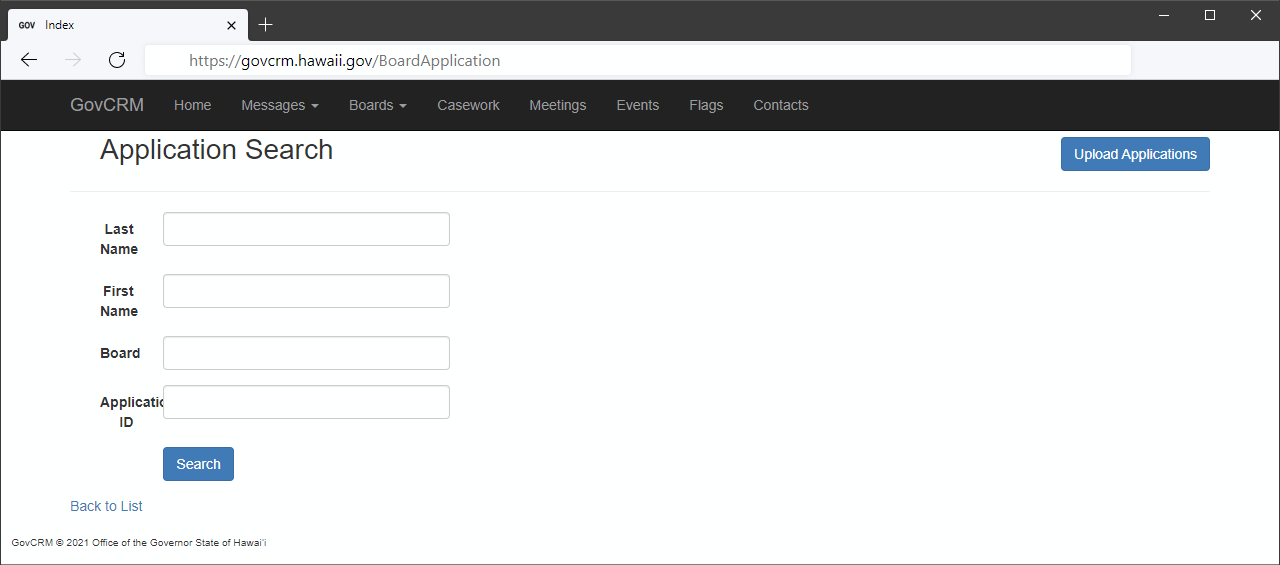 GOV Index
https://govcrm.hawaii.gov/BoardApplication
GovCRM Home Messages Boards Casework Meetings Events Flags Contacts
Application Search
Upload Applications
Last
Name
First
Name
Board
Applicatio
ID
Search
Back to List
GovCRM © 2021 Office of the Governor State of Hawai'i